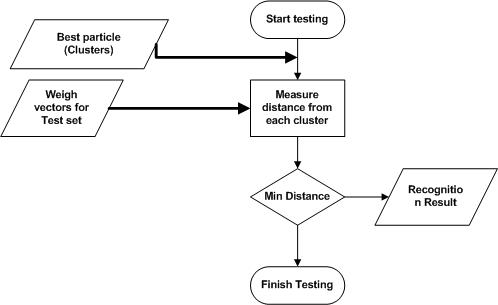 Start testing
Best particle
(Clusters)
Weigh
vectors for
Test set
Measure
distance from
each cluster
Min Distance
Recognitio
n Result
Finish Testing